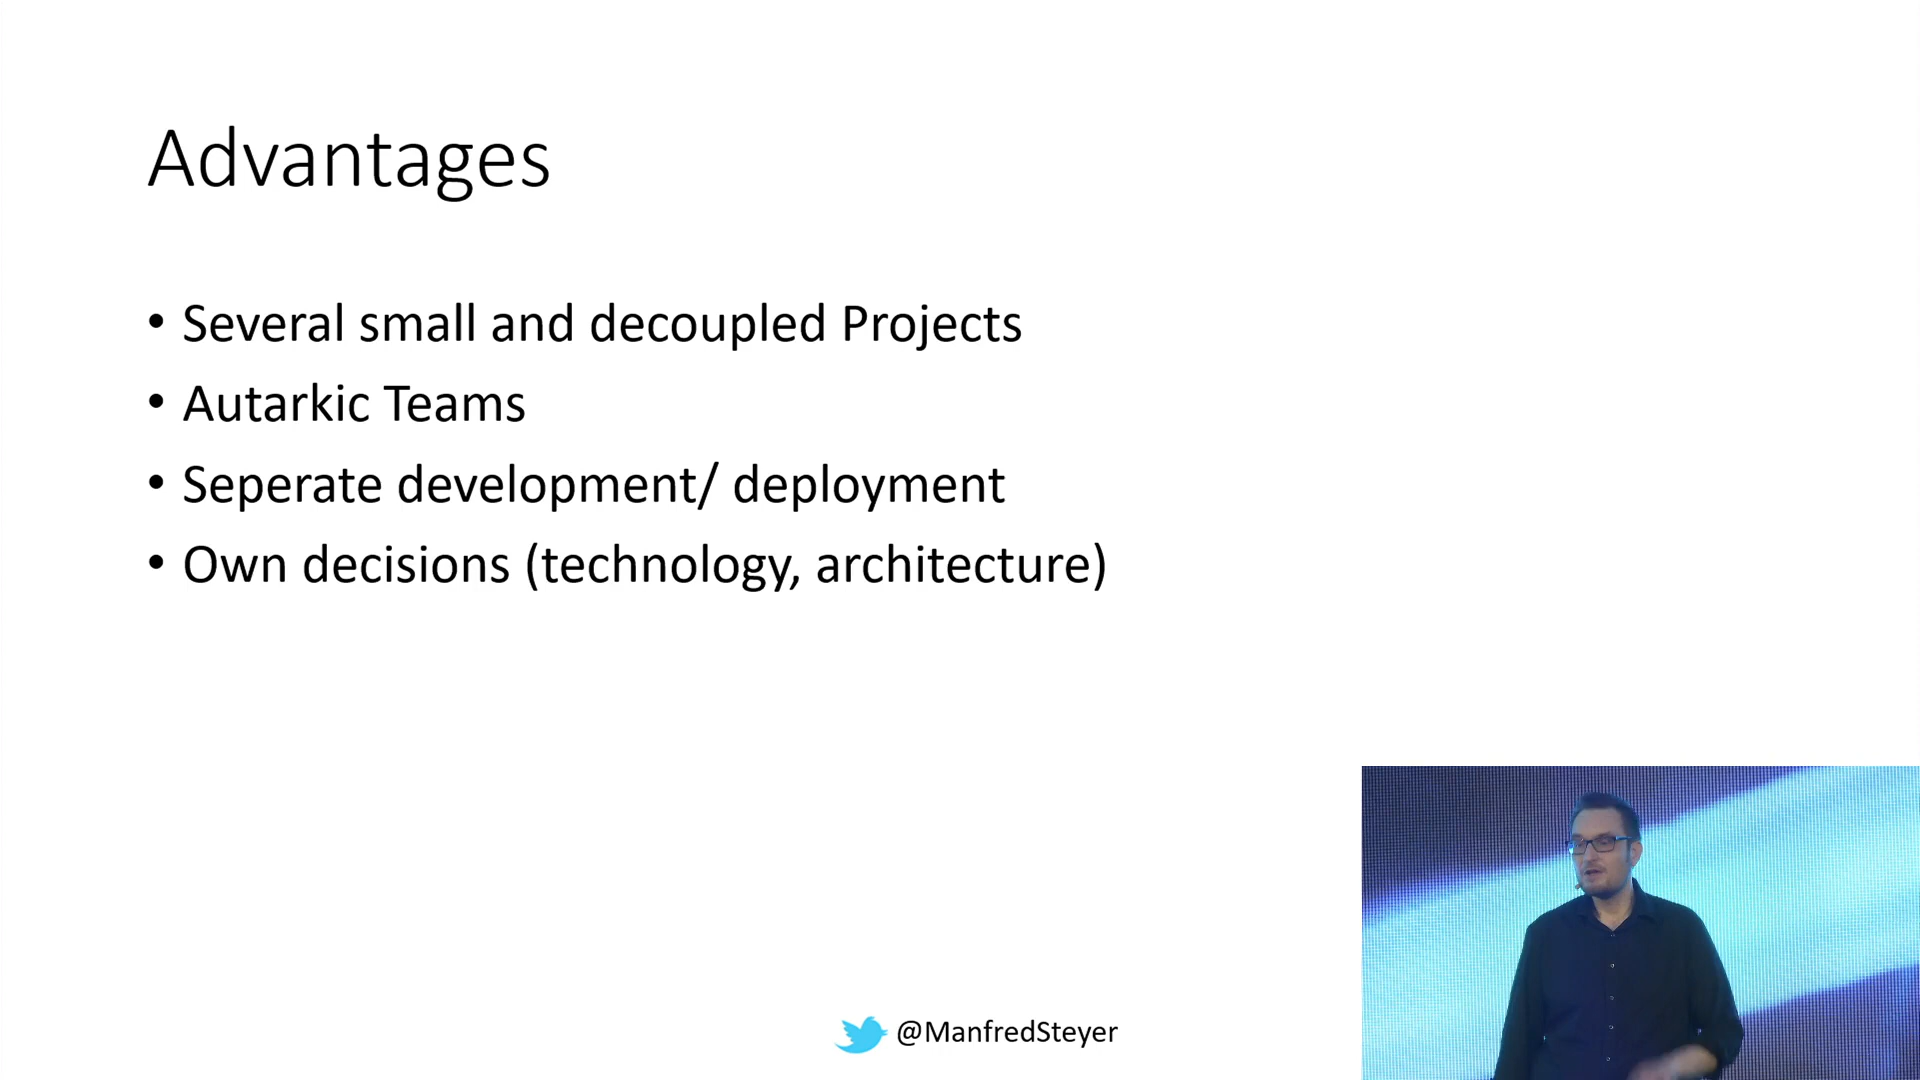 Advantages
• Several small and decoupled Projects
• Autarkic Teams
• Seperate development/ deployment
• Own decisions (technology, architecture)
@ManfredSteyer